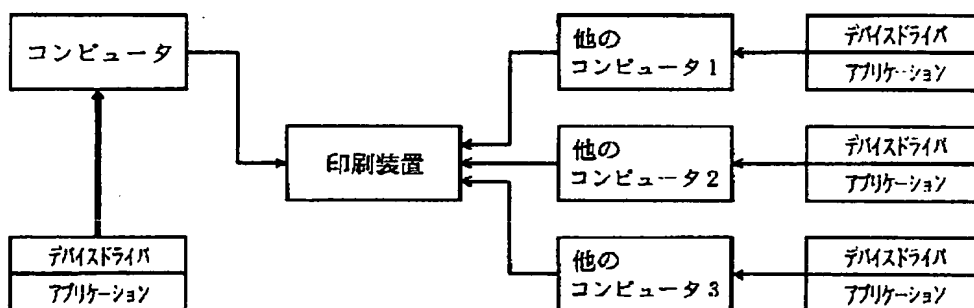 コンピュータ
他の
コンピュータ1
デバイスドライバ
アプリケーション
印刷装置
他の
コンピュータ2
デバイスドライバ
アプリケーション
デバイスドライバ
アプリケーション
他の
コンピュータ3
デバイスドライバ
アプリケーション